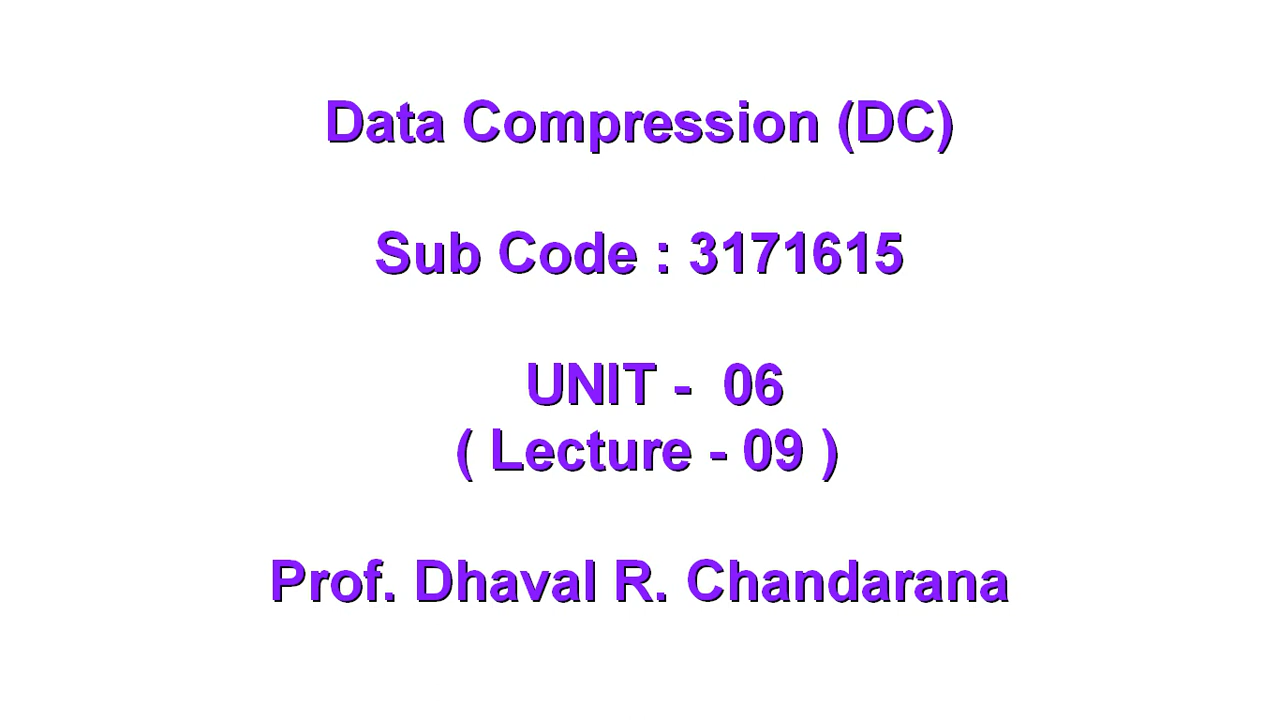 Data Compression (DC)
Sub Code : 3171615
UNIT -  06
( Lecture - 09 )
Prof. Dhaval R. Chandarana